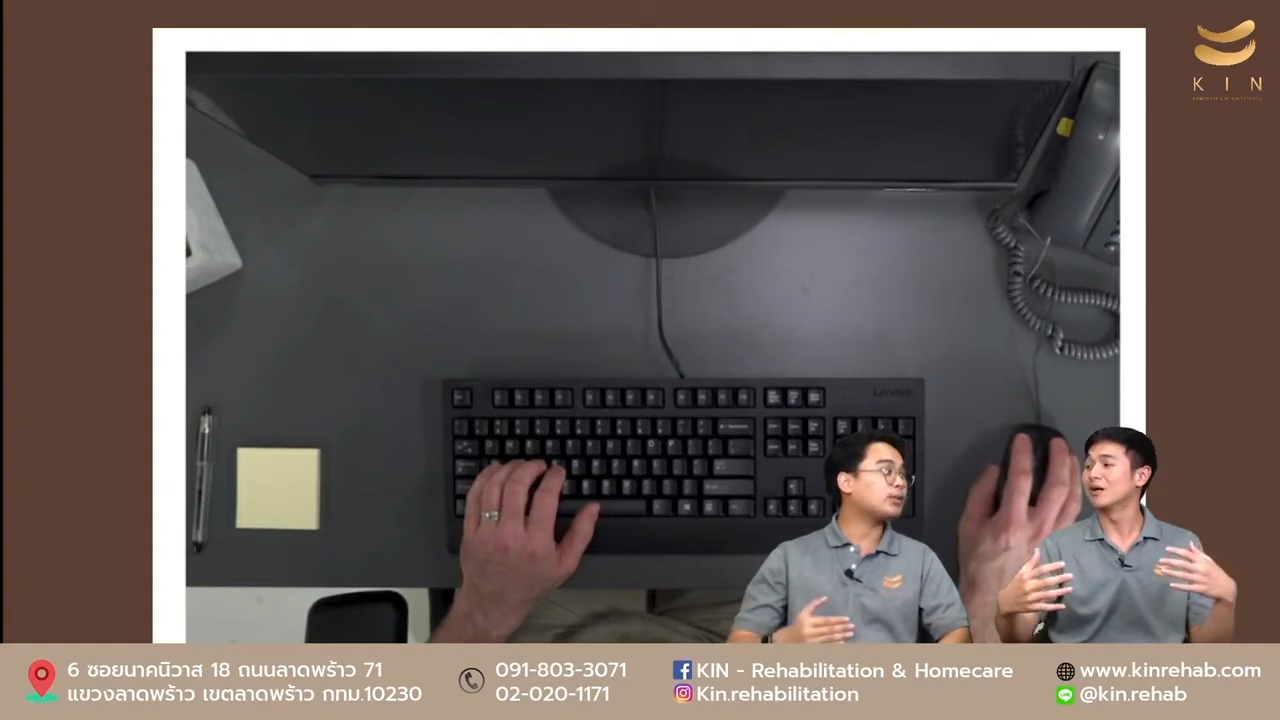 KIN
Lenovo
6 ซอยนาคนิวาส 18 ถนนลาดพร้าว 71
แขวงลาดพร้าว เขตลาดพร้าว กทม.10230
091-803-3071
02-020-1171
KIN - Rehabilitation & Homecare
Kin.rehabilitation
www.kinrehab.com
@kin.rehab